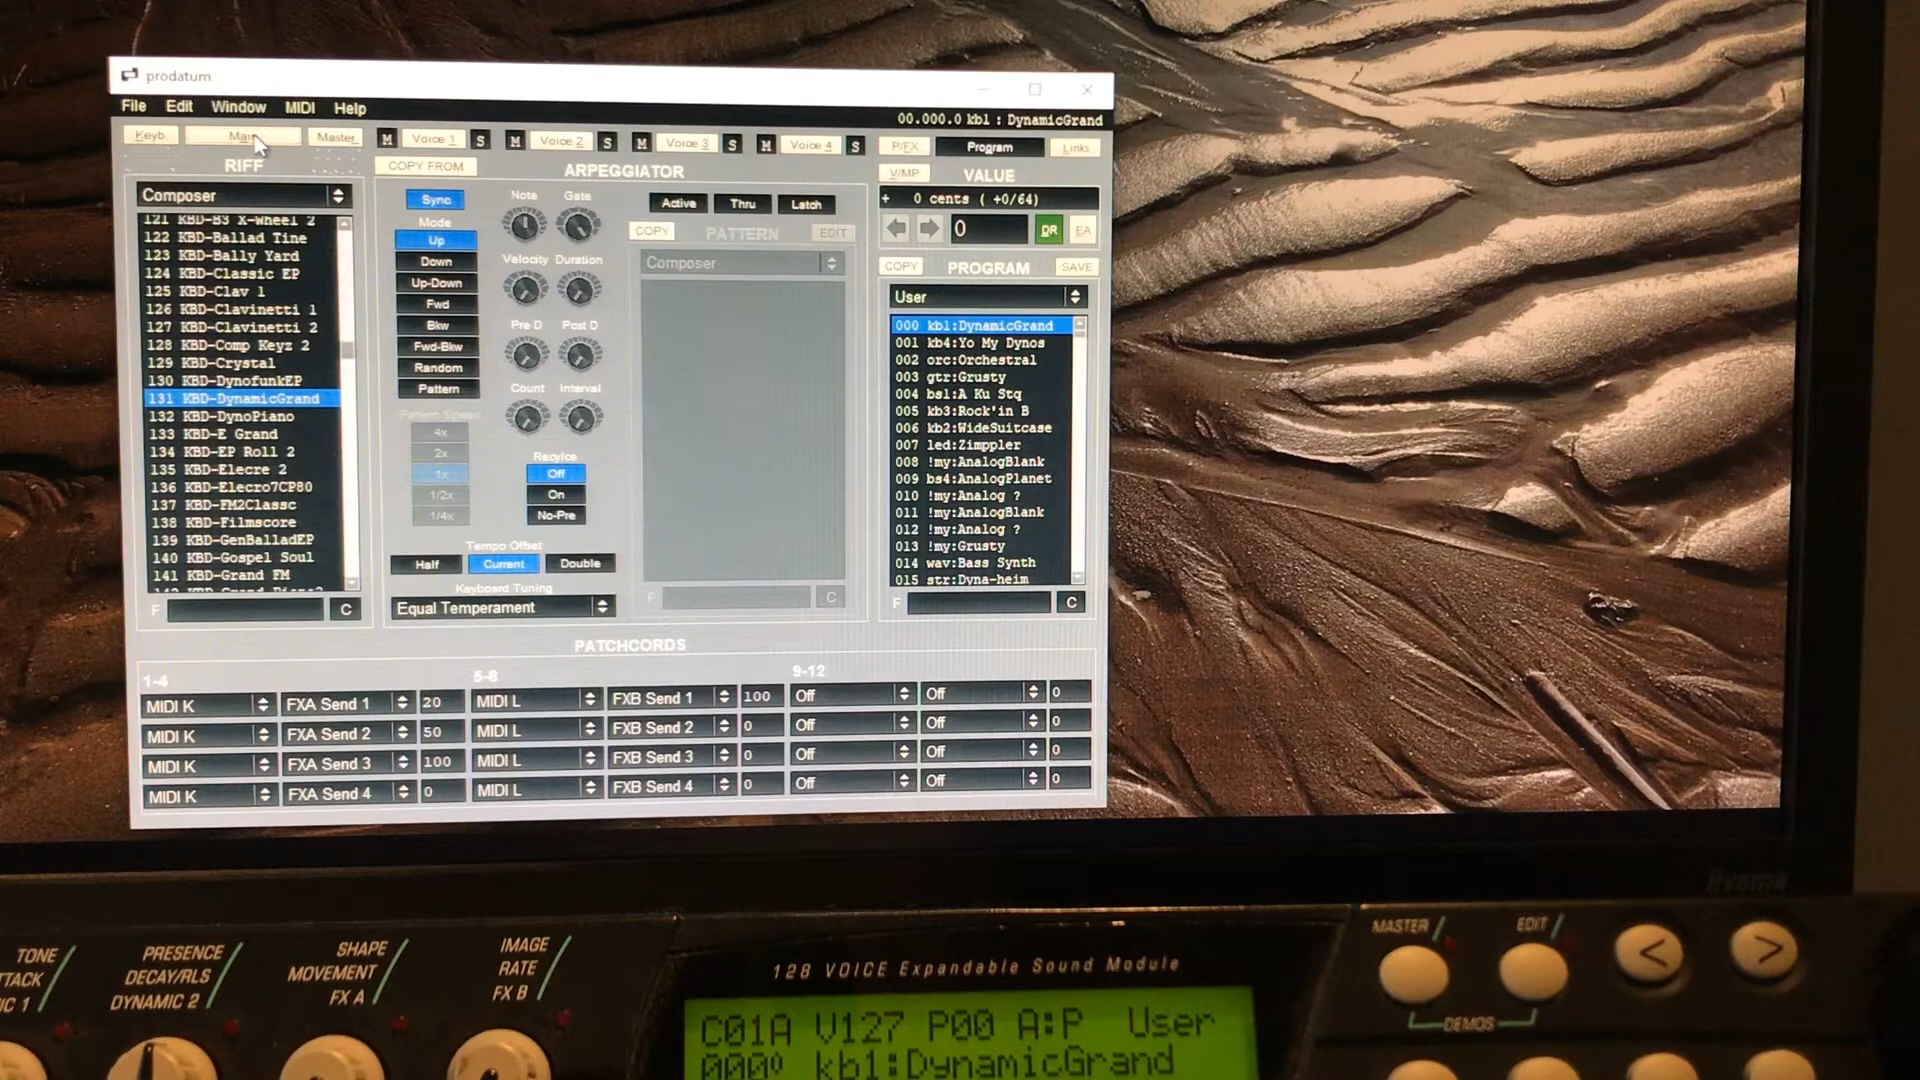 prodatum
File Edit Window MIDI Help
00.000.0 kb1 : DynamicGrand
Keyb. Main Master M Voice 1 S M Voice 2 S M Voice 3 S M Voice 4 S P/FX Program Links
RIFF
COPY FROM
ARPEGGIATOR
V/MP VALUE
Composer
121 KBD-B3 X-Wheel 2
122 KBD-Ballad Tine
123 KBD-Bally Yard
124 KBD-Classic EP
125 KBD-Clav 1
126 KBD-Clavinetti 1
127 KBD-Clavinetti 2
128 KBD-Comp Keyz 2
129 KBD-Crystal
130 KBD-DynofunkEP
131 KBD-DynamicGrand
132 KBD-DynoPiano
133 KBD-E Grand
134 KBD-EP Roll 2
135 KBD-Elecre 2
136 KBD-Elecro7CP80
137 KBD-FM2Classc
138 KBD-Filmscore
139 KBD-GenBalladEP
140 KBD-Gospel Soul
141 KBD-Grand FM
F C
Sync
Mode
Up
Down
Up-Down
Fwd
Bkw
Fwd-Bkw
Random
Pattern
Pattern Speed
4x
2x
1x
1/2x
1/4x
Note Gate
Velocity Duration
Pre D Post D
Count Interval
Recylce
Off
On
No-Pre
Tempo Offset
Half Current Double
Keyboard Tuning
Equal Temperament
Active Thru Latch
COPY PATTERN EDIT
Composer
F C
+ 0 cents ( +0/64)
0 DR EA
COPY PROGRAM SAVE
User
000 kb1:DynamicGrand
001 kb4:Yo My Dynos
002 orc:Orchestral
003 gtr:Grusty
004 bs1:A Ku Stq
005 kb3:Rock'in B
006 kb2:WideSuitcase
007 led:Zimppler
008 !my:AnalogBlank
009 bs4:AnalogPlanet
010 !my:Analog ?
011 !my:AnalogBlank
012 !my:Analog ?
013 !my:Grusty
014 wav:Bass Synth
015 str:Dyna-heim
F C
PATCHCORDS
1-4 5-8 9-12
MIDI K FXA Send 1 20 MIDI L FXB Send 1 100 Off Off 0
MIDI K FXA Send 2 50 MIDI L FXB Send 2 0 Off Off 0
MIDI K FXA Send 3 100 MIDI L FXB Send 3 0 Off Off 0
MIDI K FXA Send 4 0 MIDI L FXB Send 4 0 Off Off 0
iiyama
TONE PRESENCE SHAPE IMAGE
TTACK DECAY/RLS MOVEMENT RATE
IC 1 DYNAMIC 2 FX A FX B
128 VOICE Expandable Sound Module
C01A V127 P00 A:P User
000⁰ kb1:DynamicGrand
MASTER EDIT < >
DEMOS